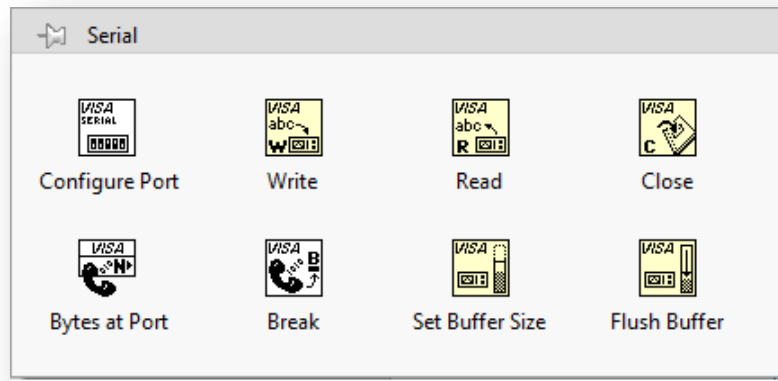 Serial
VISA
SERIAL
VISA
abc
W
VISA
abc
R
VISA
C
Configure Port
Write
Read
Close
VISA
N
VISA
B
VISA
VISA
Bytes at Port
Break
Set Buffer Size
Flush Buffer